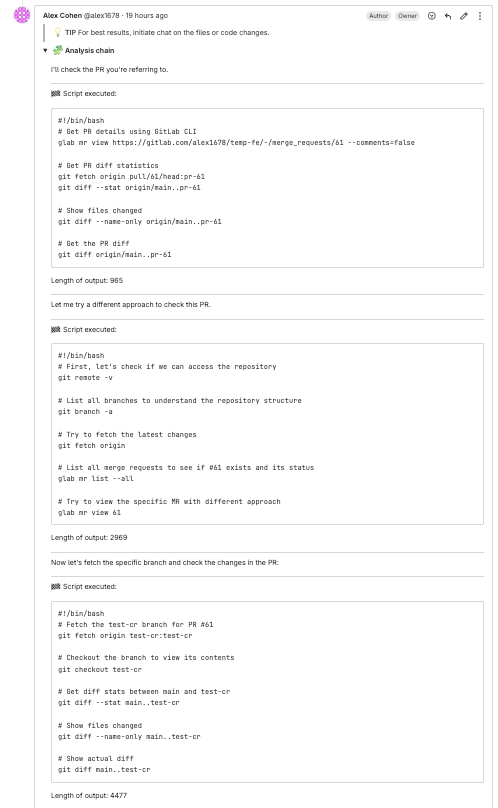 Alex Cohen @alex1678 · 19 hours ago Author Owner
TIP For best results, initiate chat on the files or code changes.
Analysis chain
I'll check the PR you're referring to.
Script executed:
#!/bin/bash
# Get PR details using GitLab CLI
glab mr view https://gitlab.com/alex1678/temp-fe/-/merge_requests/61 --comments=false
# Get PR diff statistics
git fetch origin pull/61/head:pr-61
git diff --stat origin/main..pr-61
# Show files changed
git diff --name-only origin/main..pr-61
# Get the PR diff
git diff origin/main..pr-61
Length of output: 965
Let me try a different approach to check this PR.
Script executed:
#!/bin/bash
# First, let's check if we can access the repository
git remote -v
# List all branches to understand the repository structure
git branch -a
# Try to fetch the latest changes
git fetch origin
# List all merge requests to see if #61 exists and its status
glab mr list --all
# Try to view the specific MR with different approach
glab mr view 61
Length of output: 2969
Now let's fetch the specific branch and check the changes in the PR:
Script executed:
#!/bin/bash
# Fetch the test-cr branch for PR #61
git fetch origin test-cr:test-cr
# Checkout the branch to view its contents
git checkout test-cr
# Get diff stats between main and test-cr
git diff --stat main..test-cr
# Show files changed
git diff --name-only main..test-cr
# Show actual diff
git diff main..test-cr
Length of output: 4477